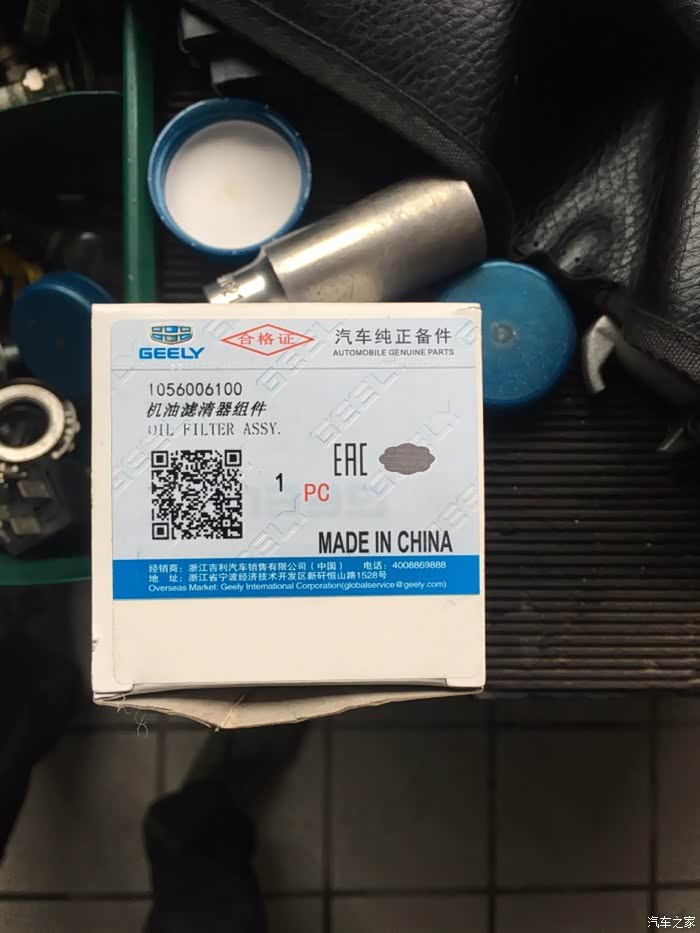 GEELY
合格证
汽车纯正备件
AUTOMOBILE GENUINE PARTS
1056006100
机油滤清器组件
OIL FILTER ASSY.
EAC
1 PC
MADE IN CHINA
经销商：浙江吉利汽车销售有限公司（中国） 电话：4008869888
地 址：浙江省宁波经济技术开发区新矸恒山路1528号
Overseas Market: Geely International Corporation(globalservice@geely.com)
汽车之家